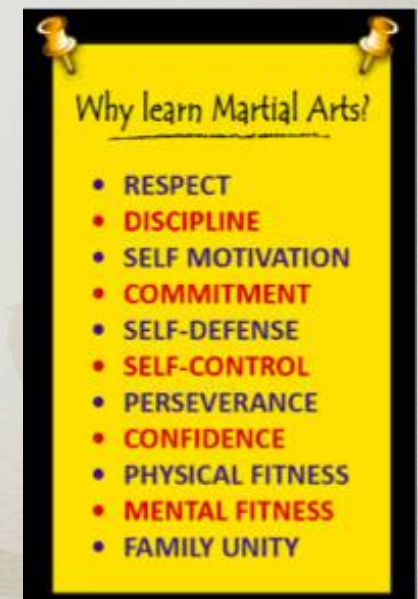 Why learn Martial Arts?
• RESPECT
• DISCIPLINE
• SELF MOTIVATION
• COMMITMENT
• SELF-DEFENSE
• SELF-CONTROL
• PERSEVERANCE
• CONFIDENCE
• PHYSICAL FITNESS
• MENTAL FITNESS
• FAMILY UNITY